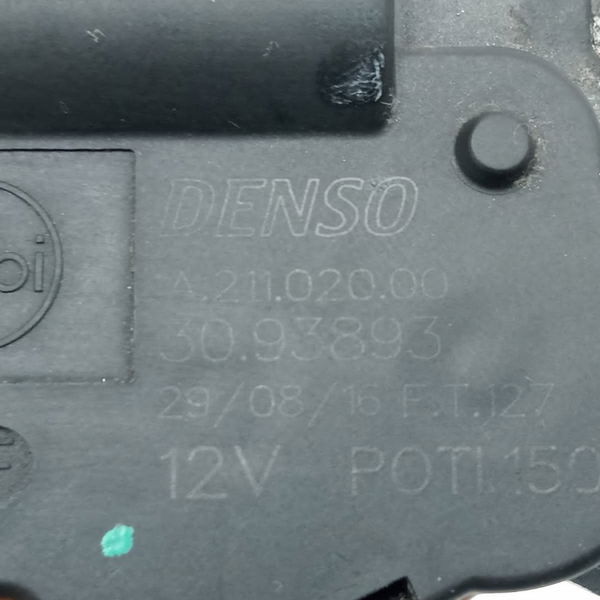 DENSO
A.211.020.00
30.93893
29/08/16 F.T.127
12V POTI.150